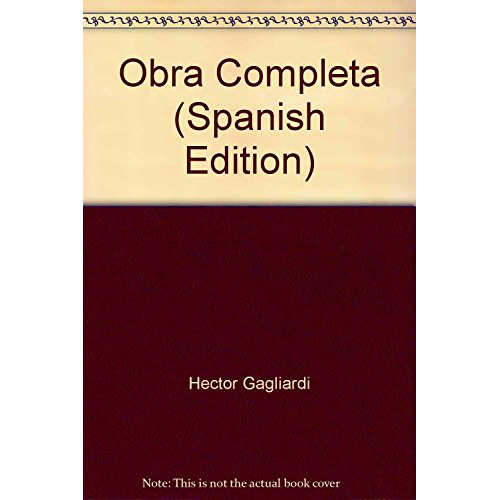 Obra Completa
(Spanish
Edition)
Hector Gagliardi
Note: This is not the actual book cover